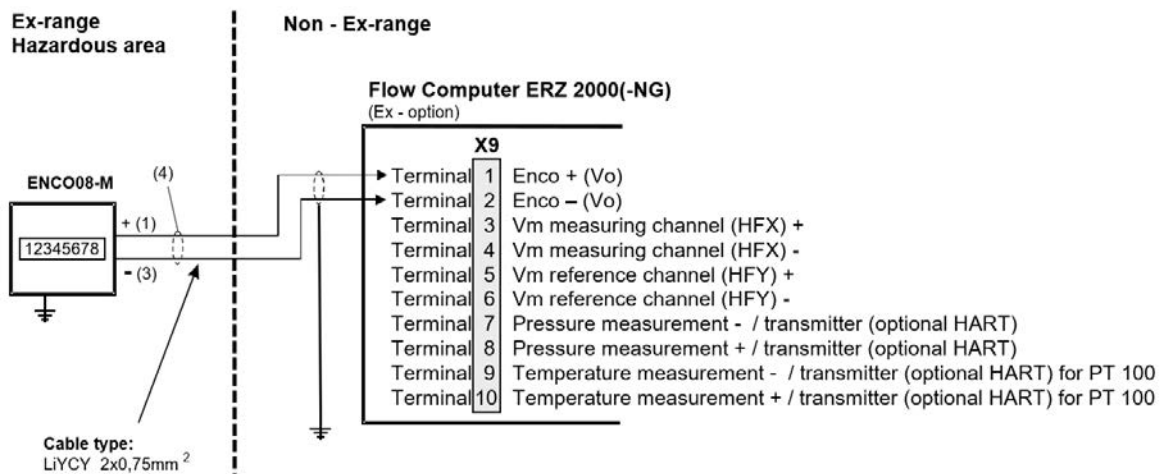 Ex-range
Hazardous area
Non - Ex-range
Flow Computer ERZ 2000(-NG)
(Ex - option)
X9
ENCO08-M
(4)
12345678
+ (1)
- (3)
Terminal 1 Enco + (Vo)
Terminal 2 Enco – (Vo)
Terminal 3 Vm measuring channel (HFX) +
Terminal 4 Vm measuring channel (HFX) -
Terminal 5 Vm reference channel (HFY) +
Terminal 6 Vm reference channel (HFY) -
Terminal 7 Pressure measurement - / transmitter (optional HART)
Terminal 8 Pressure measurement + / transmitter (optional HART)
Terminal 9 Temperature measurement - / transmitter (optional HART) for PT 100
Terminal 10 Temperature measurement + / transmitter (optional HART) for PT 100
Cable type:
LiYCY 2x0,75mm²